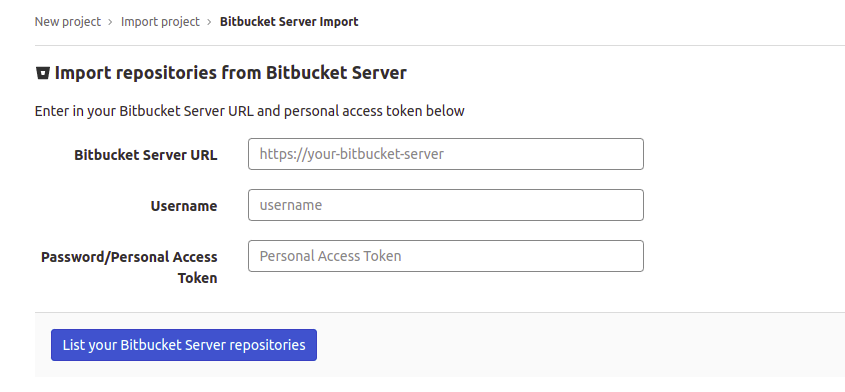 New project > Import project > Bitbucket Server Import
Import repositories from Bitbucket Server
Enter in your Bitbucket Server URL and personal access token below
Bitbucket Server URL
https://your-bitbucket-server
Username
username
Password/Personal Access
Token
Personal Access Token
List your Bitbucket Server repositories